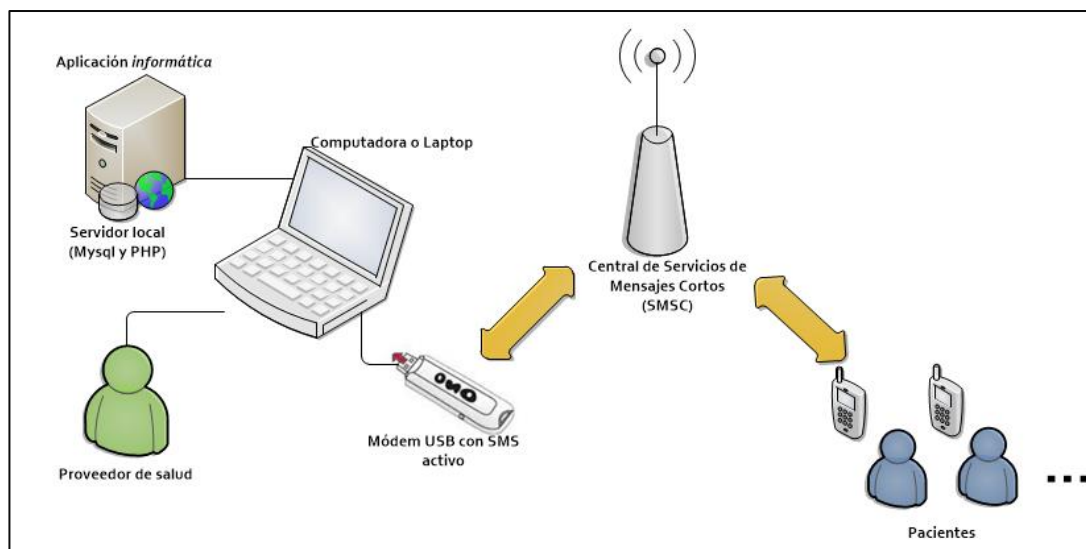 Aplicación informática
Servidor local
(Mysql y PHP)
Computadora o Laptop
Proveedor de salud
Módem USB con SMS
activo
Central de Servicios de
Mensajes Cortos
(SMSC)
Pacientes
...